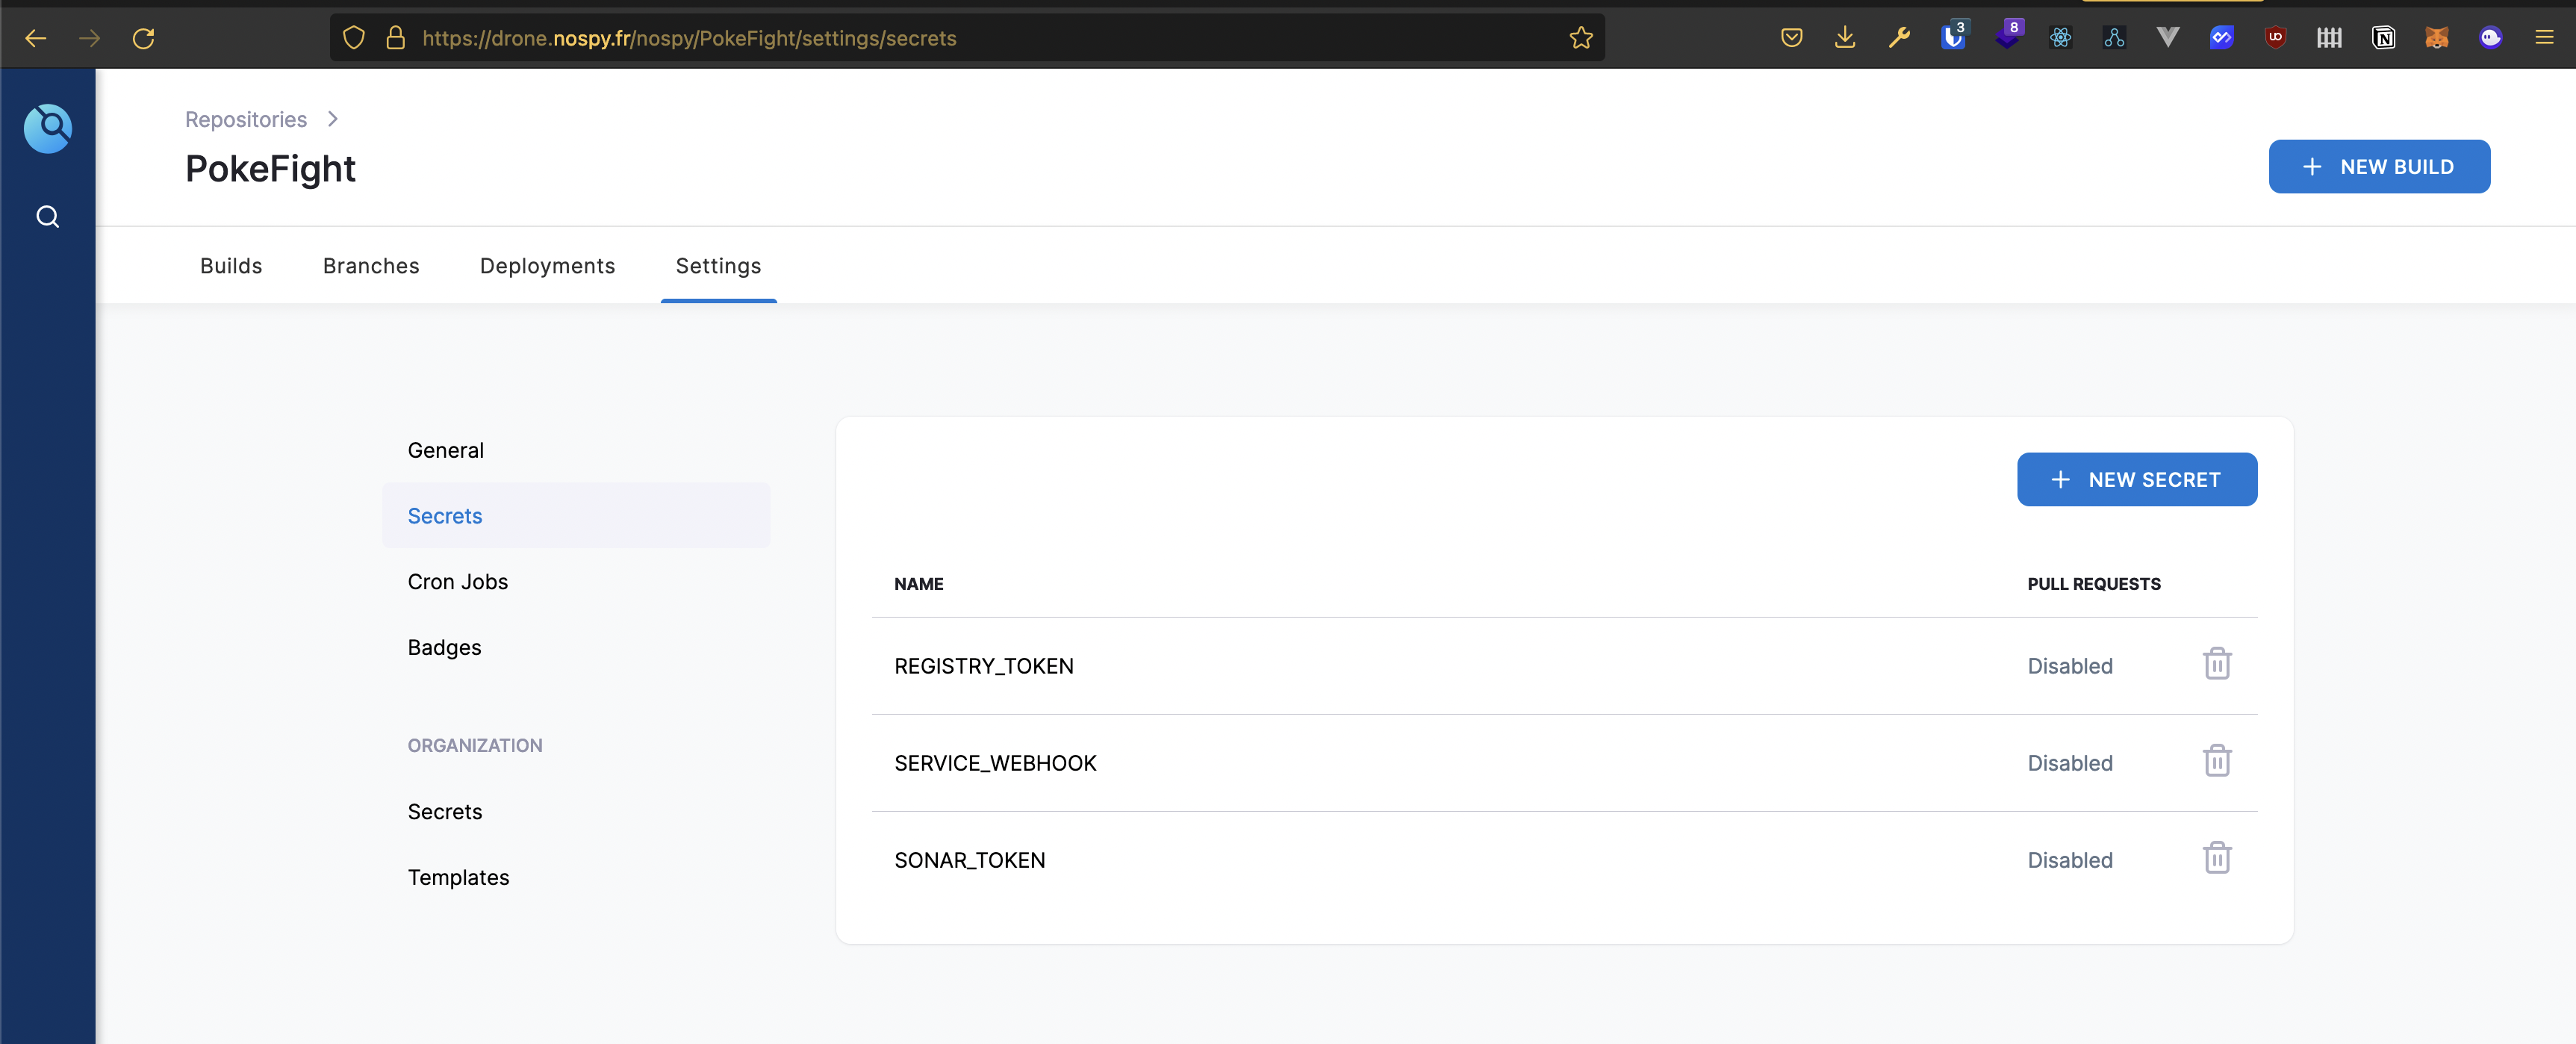 https://drone.nospy.fr/nospy/PokeFight/settings/secrets
3
8
Repositories
PokeFight
+ NEW BUILD
Builds Branches Deployments Settings
General
Secrets
Cron Jobs
Badges
ORGANIZATION
Secrets
Templates
+ NEW SECRET
NAME PULL REQUESTS
REGISTRY_TOKEN Disabled
SERVICE_WEBHOOK Disabled
SONAR_TOKEN Disabled